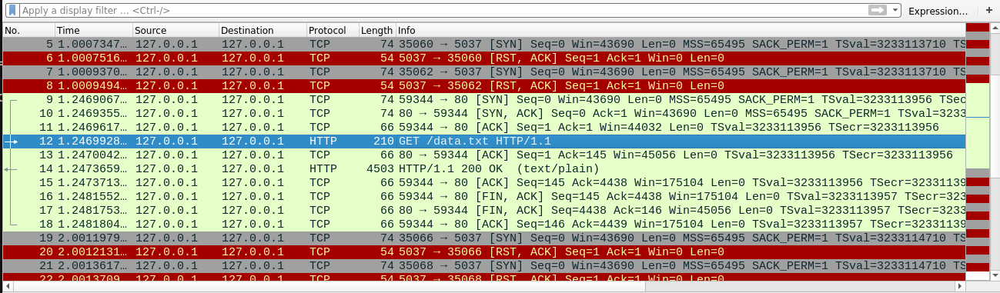 Apply a display filter ... <Ctrl-/> Expression... +
No. Time Source Destination Protocol Length Info
5 1.0007347... 127.0.0.1 127.0.0.1 TCP 74 35060 → 5037 [SYN] Seq=0 Win=43690 Len=0 MSS=65495 SACK_PERM=1 TSval=3233113710 TS
6 1.0007516... 127.0.0.1 127.0.0.1 TCP 54 5037 → 35060 [RST, ACK] Seq=1 Ack=1 Win=0 Len=0
7 1.0009370... 127.0.0.1 127.0.0.1 TCP 74 35062 → 5037 [SYN] Seq=0 Win=43690 Len=0 MSS=65495 SACK_PERM=1 TSval=3233113710 TS
8 1.0009494... 127.0.0.1 127.0.0.1 TCP 54 5037 → 35062 [RST, ACK] Seq=1 Ack=1 Win=0 Len=0
9 1.2469067... 127.0.0.1 127.0.0.1 TCP 74 59344 → 80 [SYN] Seq=0 Win=43690 Len=0 MSS=65495 SACK_PERM=1 TSval=3233113956 TSec
10 1.2469355... 127.0.0.1 127.0.0.1 TCP 74 80 → 59344 [SYN, ACK] Seq=0 Ack=1 Win=43690 Len=0 MSS=65495 SACK_PERM=1 TSval=3233
11 1.2469617... 127.0.0.1 127.0.0.1 TCP 66 59344 → 80 [ACK] Seq=1 Ack=1 Win=44032 Len=0 TSval=3233113956 TSecr=3233113956
12 1.2469928... 127.0.0.1 127.0.0.1 HTTP 210 GET /data.txt HTTP/1.1
13 1.2470042... 127.0.0.1 127.0.0.1 TCP 66 80 → 59344 [ACK] Seq=1 Ack=145 Win=45056 Len=0 TSval=3233113956 TSecr=3233113956
14 1.2473659... 127.0.0.1 127.0.0.1 HTTP 4503 HTTP/1.1 200 OK (text/plain)
15 1.2473713... 127.0.0.1 127.0.0.1 TCP 66 59344 → 80 [ACK] Seq=145 Ack=4438 Win=175104 Len=0 TSval=3233113956 TSecr=323311395
16 1.2481552... 127.0.0.1 127.0.0.1 TCP 66 59344 → 80 [FIN, ACK] Seq=145 Ack=4438 Win=175104 Len=0 TSval=3233113957 TSecr=3233
17 1.2481753... 127.0.0.1 127.0.0.1 TCP 66 80 → 59344 [FIN, ACK] Seq=4438 Ack=146 Win=45056 Len=0 TSval=3233113957 TSecr=3233
18 1.2481804... 127.0.0.1 127.0.0.1 TCP 66 59344 → 80 [ACK] Seq=146 Ack=4439 Win=175104 Len=0 TSval=3233113957 TSecr=323311395
19 2.0011979... 127.0.0.1 127.0.0.1 TCP 74 35066 → 5037 [SYN] Seq=0 Win=43690 Len=0 MSS=65495 SACK_PERM=1 TSval=3233114710 TS
20 2.0012131... 127.0.0.1 127.0.0.1 TCP 54 5037 → 35066 [RST, ACK] Seq=1 Ack=1 Win=0 Len=0
21 2.0013617... 127.0.0.1 127.0.0.1 TCP 74 35068 → 5037 [SYN] Seq=0 Win=43690 Len=0 MSS=65495 SACK_PERM=1 TSval=3233114710 TS
22 2.0013709... 127.0.0.1 127.0.0.1 TCP 54 5037 → 35068 [RST, ACK] Seq=1 Ack=1 Win=0 Len=0